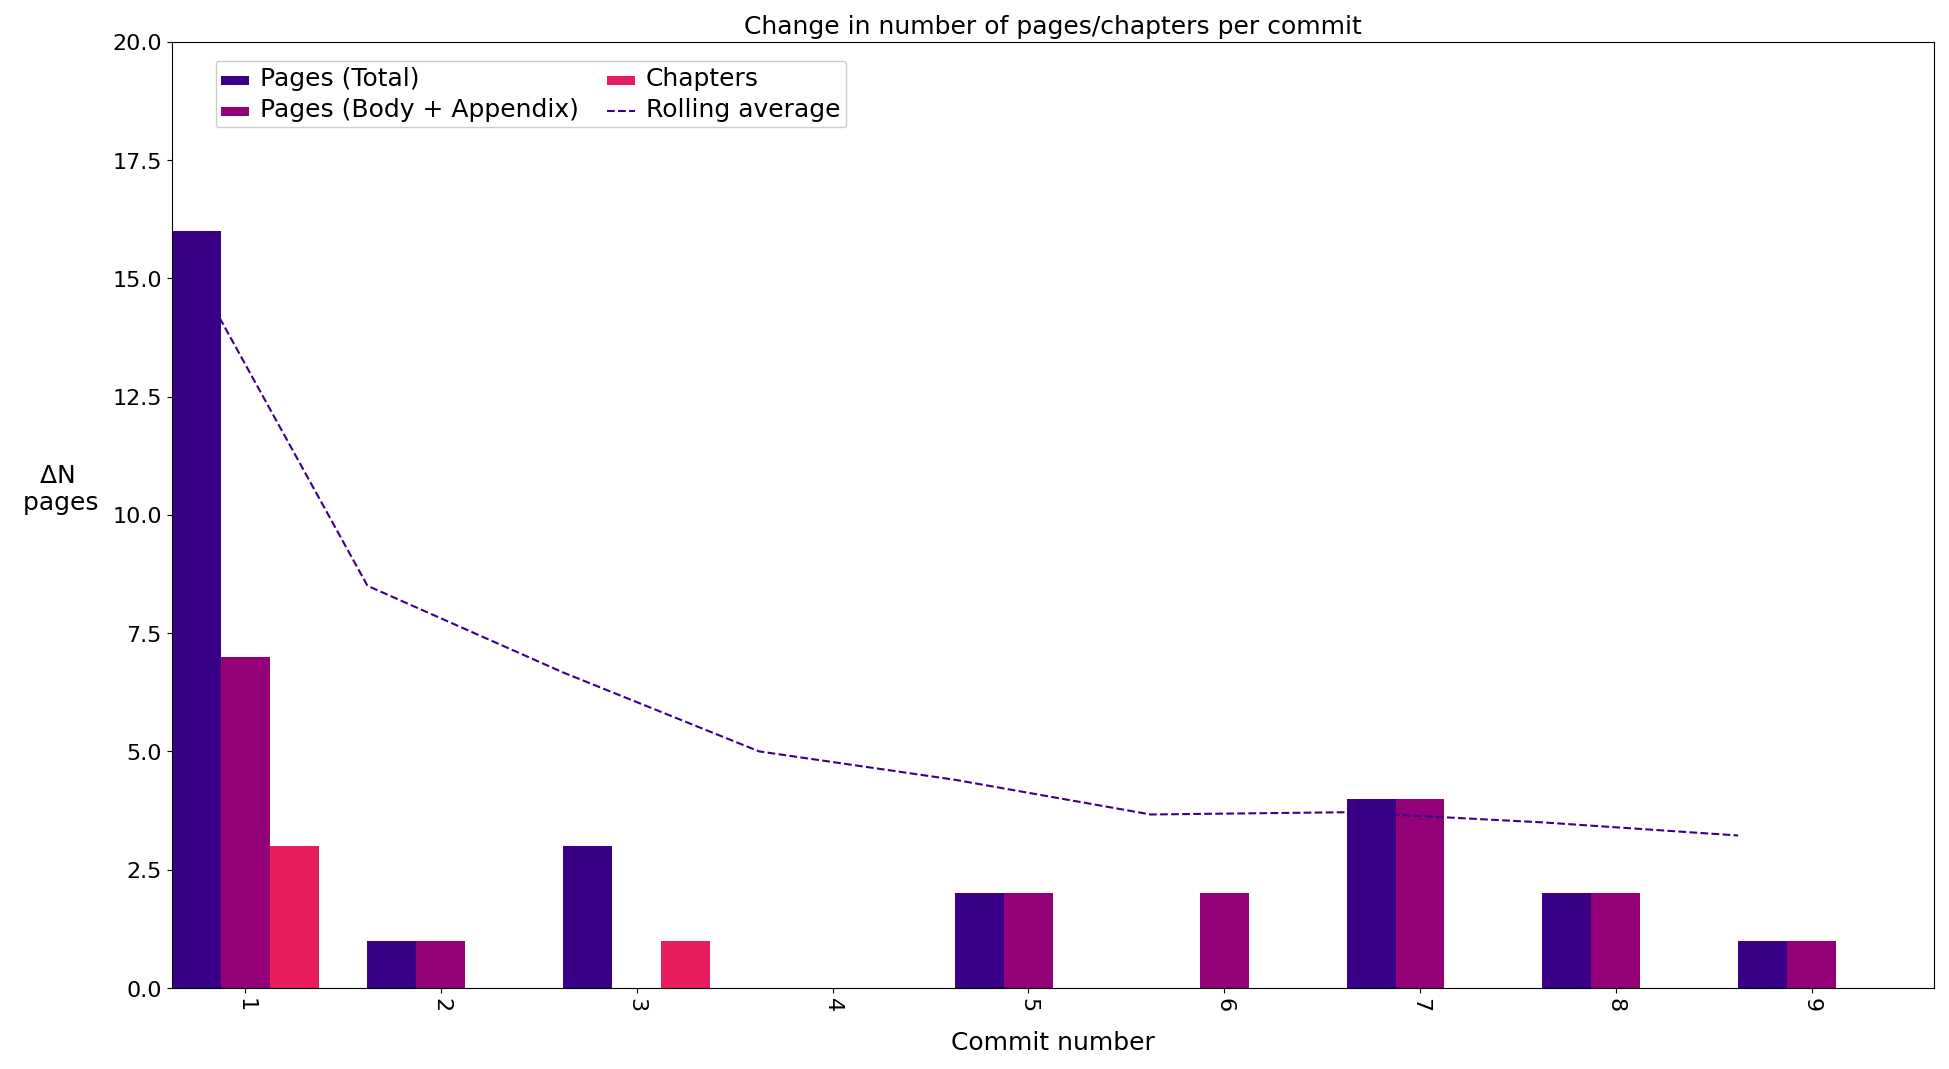 Change in number of pages/chapters per commit
20.0
17.5
15.0
12.5
10.0
7.5
5.0
2.5
0.0
Pages (Total)
Pages (Body + Appendix)
Chapters
Rolling average
ΔN
pages
1
2
3
4
5
6
7
8
9
Commit number